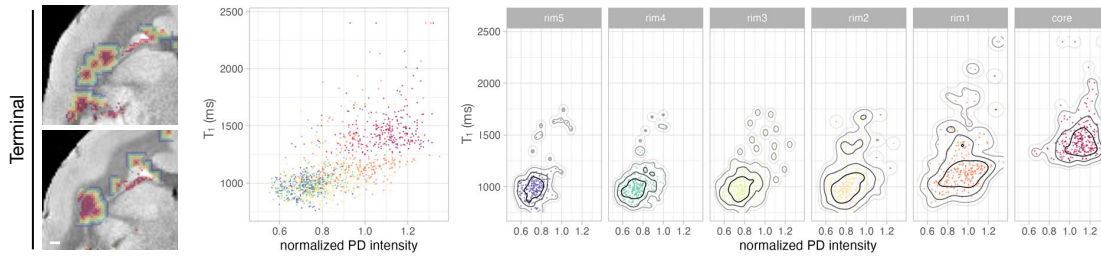 Terminal
T₁ (ms)
2500
2000
1500
1000
0.6 0.8 1.0 1.2
normalized PD intensity
rim5 rim4 rim3 rim2 rim1 core
T₁ (ms)
2500
2000
1500
1000
0.6 0.8 1.0 1.2 0.6 0.8 1.0 1.2 0.6 0.8 1.0 1.2 0.6 0.8 1.0 1.2 0.6 0.8 1.0 1.2 0.6 0.8 1.0 1.2
normalized PD intensity